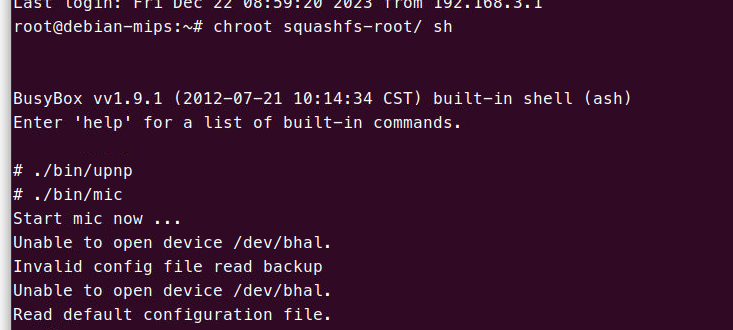 Last login: Fri Dec 22 08:59:20 2023 from 192.168.3.1
root@debian-mips:~# chroot squashfs-root/ sh
BusyBox vv1.9.1 (2012-07-21 10:14:34 CST) built-in shell (ash)
Enter 'help' for a list of built-in commands.
# ./bin/upnp
# ./bin/mic
Start mic now ...
Unable to open device /dev/bhal.
Invalid config file read backup
Unable to open device /dev/bhal.
Read default configuration file.